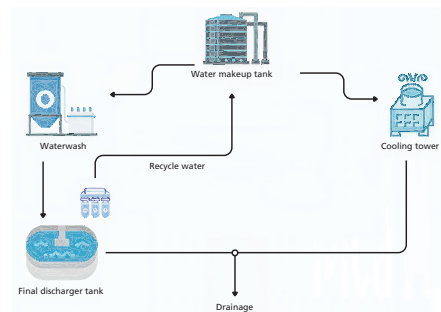 Water makeup tank
Waterwash
Cooling tower
Recycle water
Final discharger tank
Drainage